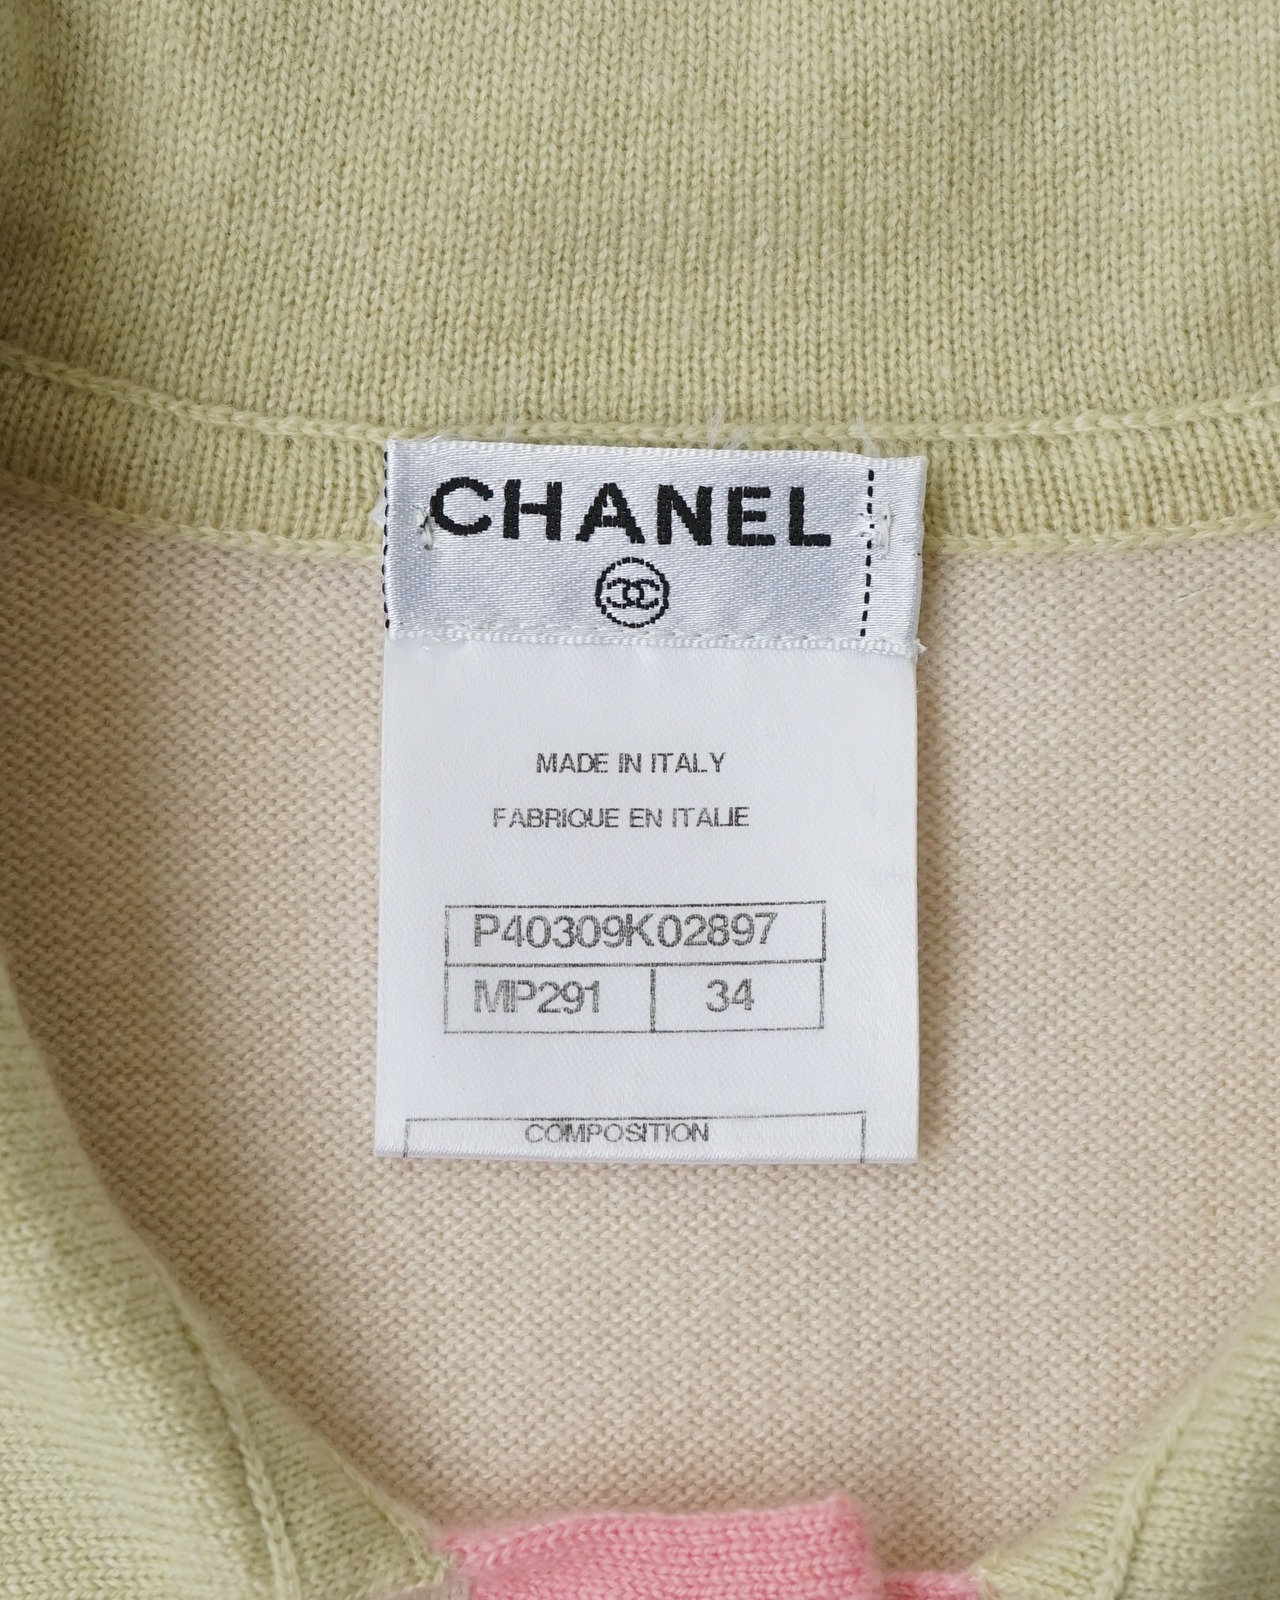 CHANEL
MADE IN ITALY
FABRIQUE EN ITALIE
P40309K02897
MP291 34
COMPOSITION